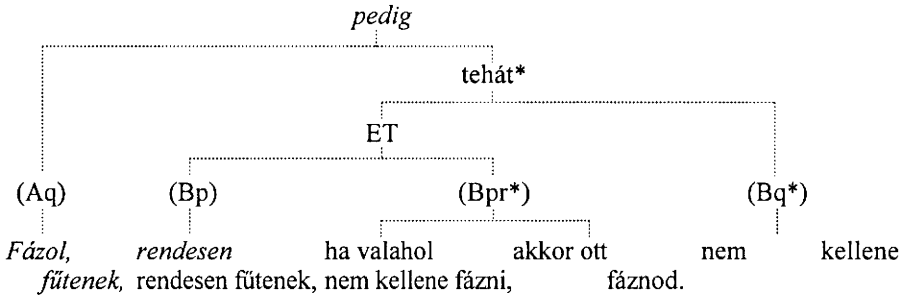 pedig
tehát*
ET
(Aq) (Bp) (Bpr*) (Bq*)
Fázol, rendesen ha valahol akkor ott nem kellene
fűtenek, rendesen fűtenek, nem kellene fázni, fáznod.